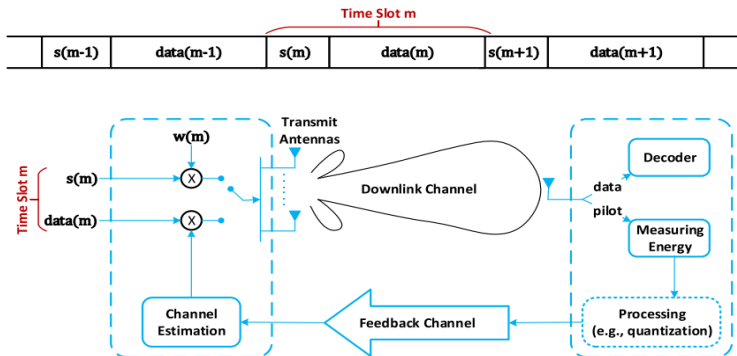 Time Slot m
s(m-1) data(m-1) s(m) data(m) s(m+1) data(m+1)
w(m)
Transmit
Antennas
s(m)
X
Time Slot m
data(m)
X
Downlink Channel
data
pilot
Decoder
Measuring
Energy
Channel
Estimation
Feedback Channel
Processing
(e.g., quantization)